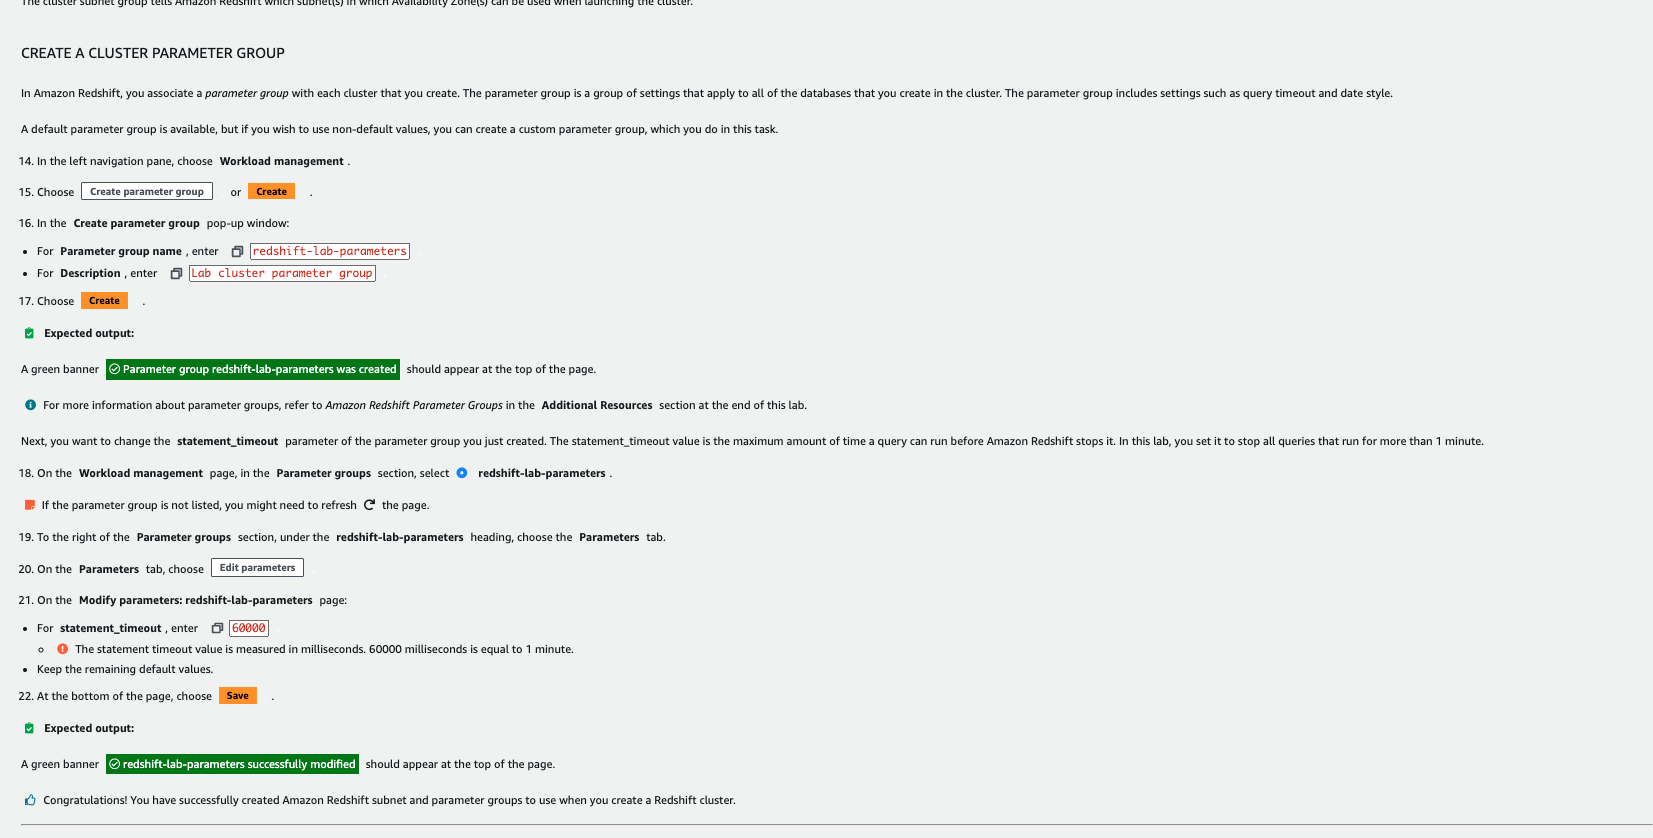 The cluster subnet group tells Amazon Redshift which subnet(s) in which Availability Zone(s) can be used when launching the cluster.
CREATE A CLUSTER PARAMETER GROUP
In Amazon Redshift, you associate a parameter group with each cluster that you create. The parameter group is a group of settings that apply to all of the databases that you create in the cluster. The parameter group includes settings such as query timeout and date style.
A default parameter group is available, but if you wish to use non-default values, you can create a custom parameter group, which you do in this task.
14. In the left navigation pane, choose Workload management .
15. Choose Create parameter group or Create .
16. In the Create parameter group pop-up window:
• For Parameter group name , enter redshift-lab-parameters
• For Description , enter Lab cluster parameter group
17. Choose Create .
Expected output:
A green banner Parameter group redshift-lab-parameters was created should appear at the top of the page.
For more information about parameter groups, refer to Amazon Redshift Parameter Groups in the Additional Resources section at the end of this lab.
Next, you want to change the statement_timeout parameter of the parameter group you just created. The statement_timeout value is the maximum amount of time a query can run before Amazon Redshift stops it. In this lab, you set it to stop all queries that run for more than 1 minute.
18. On the Workload management page, in the Parameter groups section, select redshift-lab-parameters .
If the parameter group is not listed, you might need to refresh the page.
19. To the right of the Parameter groups section, under the redshift-lab-parameters heading, choose the Parameters tab.
20. On the Parameters tab, choose Edit parameters
21. On the Modify parameters: redshift-lab-parameters page:
• For statement_timeout , enter 60000
The statement timeout value is measured in milliseconds. 60000 milliseconds is equal to 1 minute.
• Keep the remaining default values.
22. At the bottom of the page, choose Save .
Expected output:
A green banner redshift-lab-parameters successfully modified should appear at the top of the page.
Congratulations! You have successfully created Amazon Redshift subnet and parameter groups to use when you create a Redshift cluster.